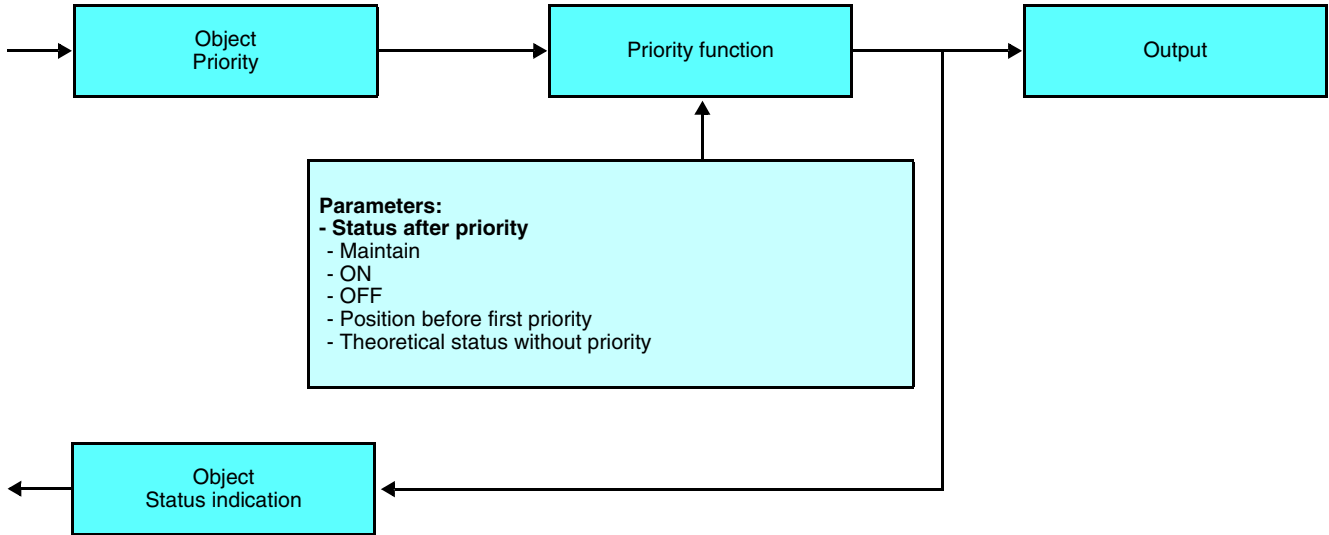 Object
Priority
Priority function
Output
Parameters:
- Status after priority
- Maintain
- ON
- OFF
- Position before first priority
- Theoretical status without priority
Object
Status indication